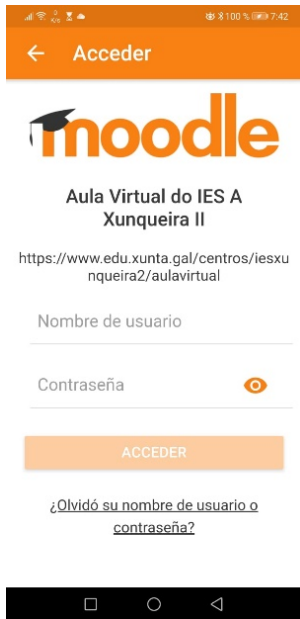 100 % 7:42
Acceder
moodle
Aula Virtual do IES A
Xunqueira II
https://www.edu.xunta.gal/centros/iesxu
nqueira2/aulavirtual
Nombre de usuario
Contraseña
ACCEDER
¿Olvidó su nombre de usuario o
contraseña?